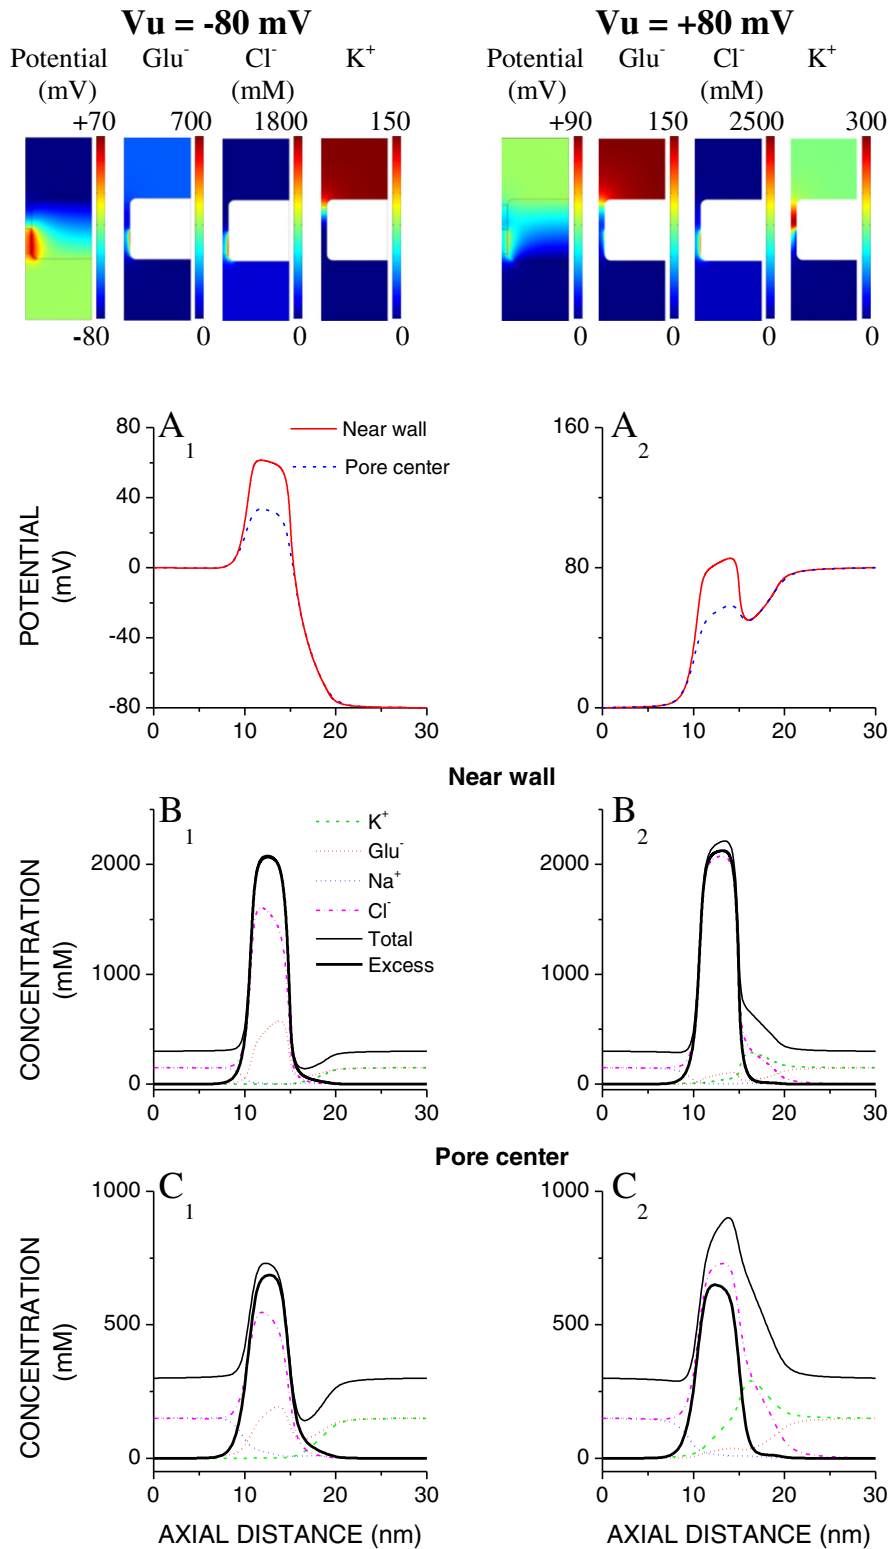 Vu = -80 mV Vu = +80 mV
Potential Glu⁻ Cl⁻ K⁺ Potential Glu⁻ Cl⁻ K⁺
(mV) (mM) (mV) (mM)
+70 700 1800 150 +90 150 2500 300
-80 0 0 0 0 0 0 0
A₁ A₂
Near wall
Pore center
POTENTIAL
(mV)
80 160
40
0 80
-40
-80 0
0 10 20 30 0 10 20 30
Near wall
B₁ B₂
K⁺
Glu⁻
Na⁺
Cl⁻
Total
Excess
CONCENTRATION
(mM)
2000 2000
1000 1000
0 0
0 10 20 30 0 10 20 30
Pore center
C₁ C₂
CONCENTRATION
(mM)
1000 1000
500 500
0 0
0 10 20 30 0 10 20 30
AXIAL DISTANCE (nm) AXIAL DISTANCE (nm)